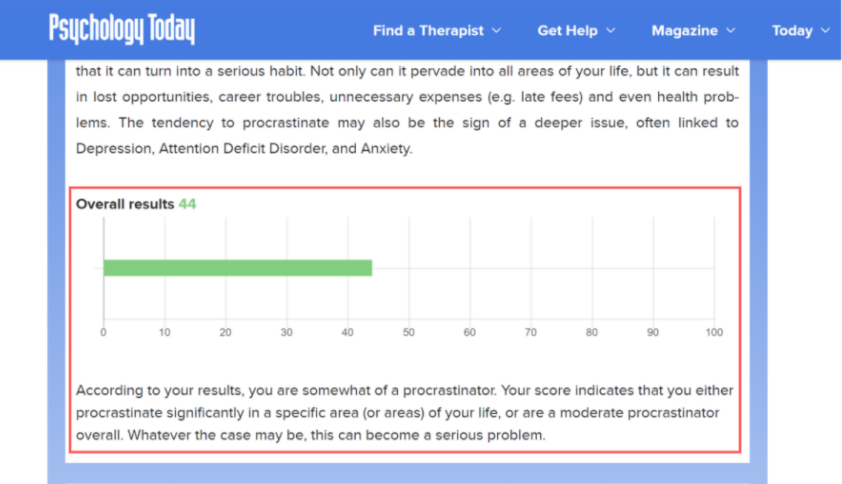 Psychology Today Find a Therapist Get Help Magazine Today
that it can turn into a serious habit. Not only can it pervade into all areas of your life, but it can result
in lost opportunities, career troubles, unnecessary expenses (e.g. late fees) and even health prob-
lems. The tendency to procrastinate may also be the sign of a deeper issue, often linked to
Depression, Attention Deficit Disorder, and Anxiety.
Overall results 44
0 10 20 30 40 50 60 70 80 90 100
According to your results, you are somewhat of a procrastinator. Your score indicates that you either
procrastinate significantly in a specific area (or areas) of your life, or are a moderate procrastinator
overall. Whatever the case may be, this can become a serious problem.